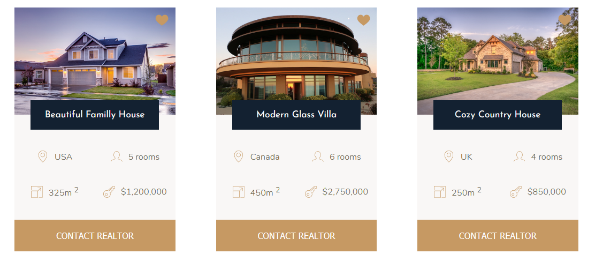 Beautiful Familly House
Modern Glass Villa
Cozy Country House
USA
5 rooms
Canada
6 rooms
UK
4 rooms
325m 2
$1,200,000
450m 2
$2,750,000
250m 2
$850,000
CONTACT REALTOR
CONTACT REALTOR
CONTACT REALTOR